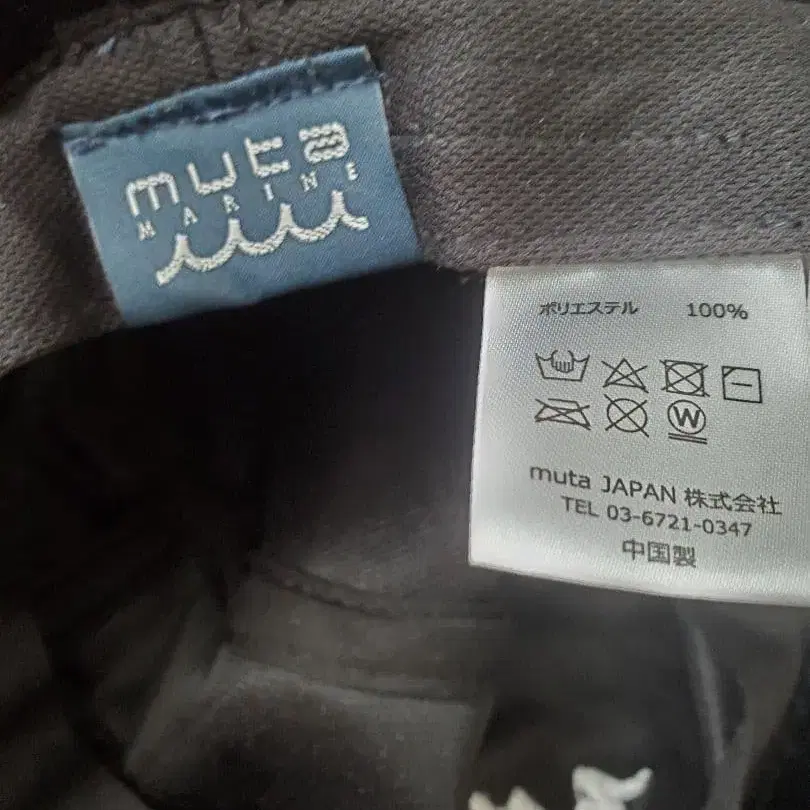 muta
MARINE
ポリエステル 100%
W
muta JAPAN 株式会社
TEL 03-6721-0347
中国製